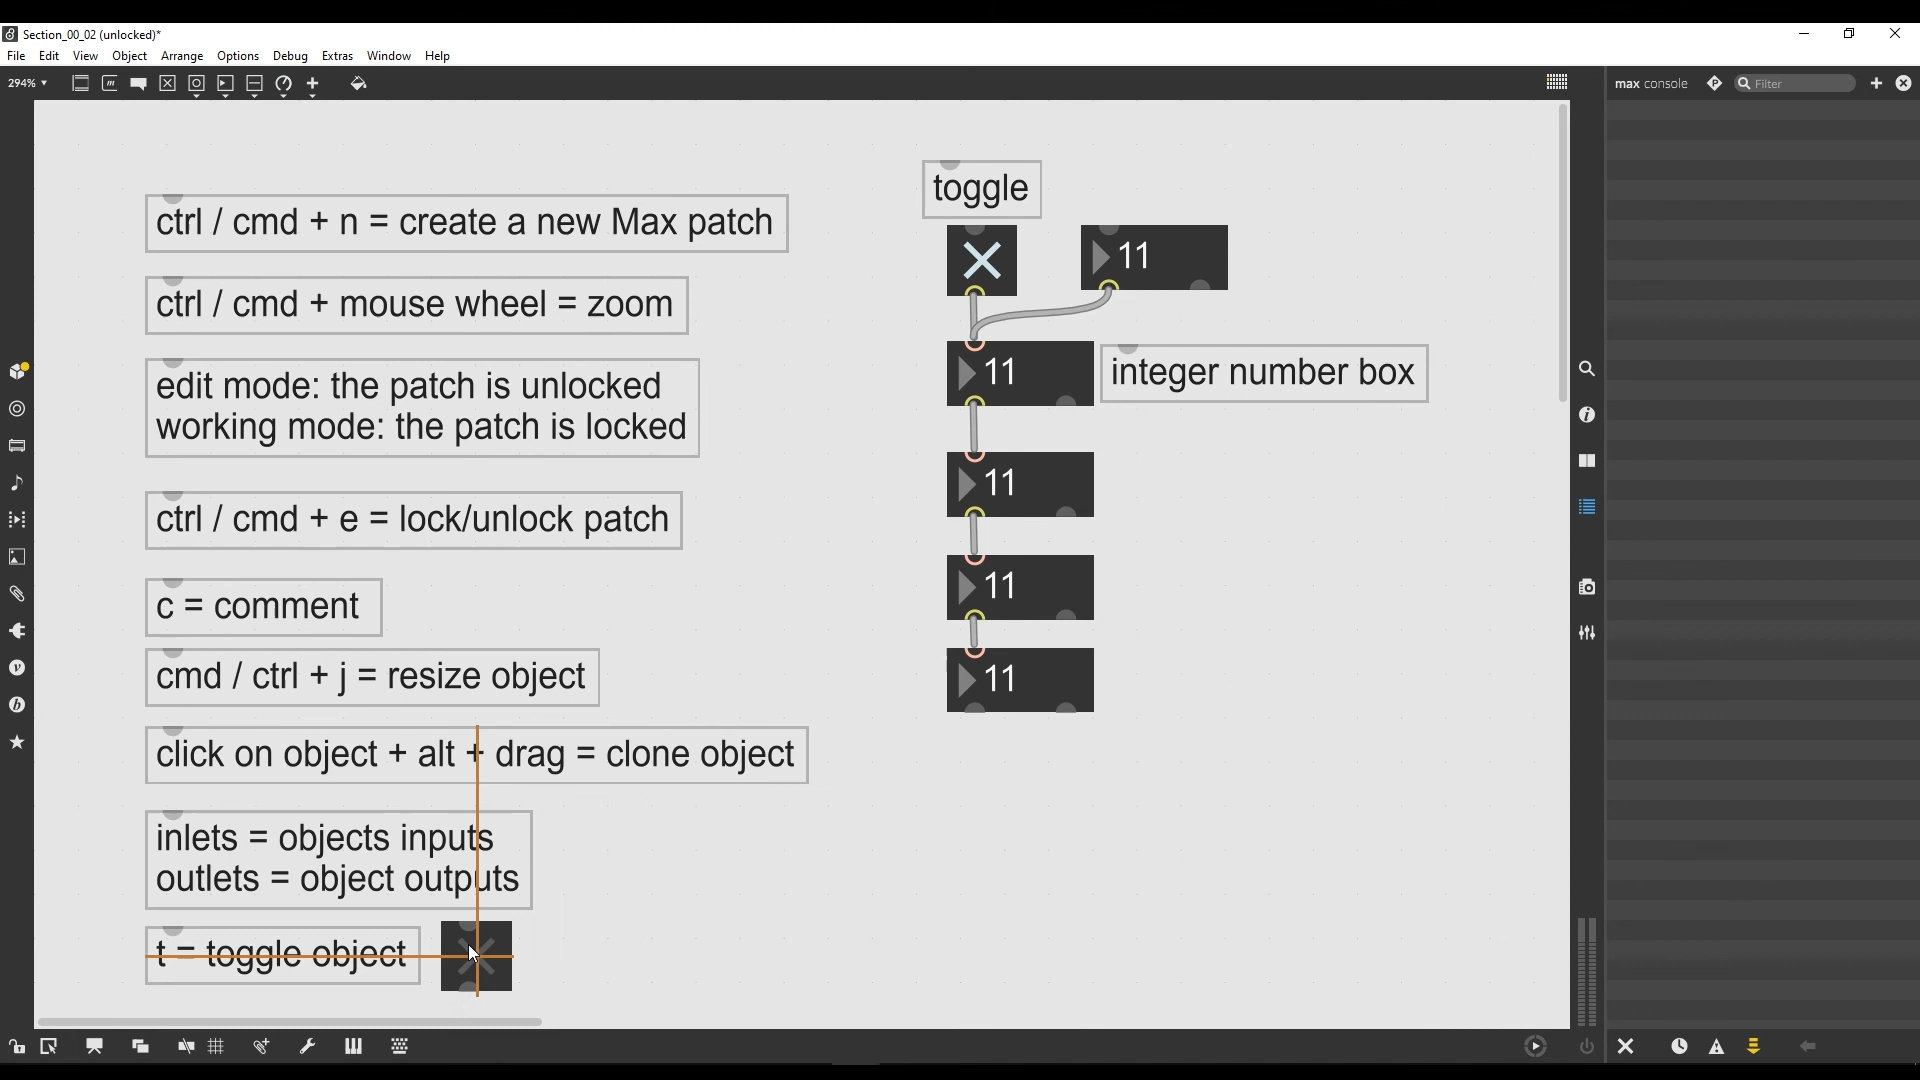 Section_00_02 (unlocked)*
File Edit View Object Arrange Options Debug Extras Window Help
294%
max console
Filter
toggle
ctrl / cmd + n = create a new Max patch
11
ctrl / cmd + mouse wheel = zoom
11
integer number box
edit mode: the patch is unlocked
working mode: the patch is locked
11
ctrl / cmd + e = lock/unlock patch
11
c = comment
cmd / ctrl + j = resize object
11
click on object + alt + drag = clone object
inlets = objects inputs
outlets = object outputs
t = toggle object